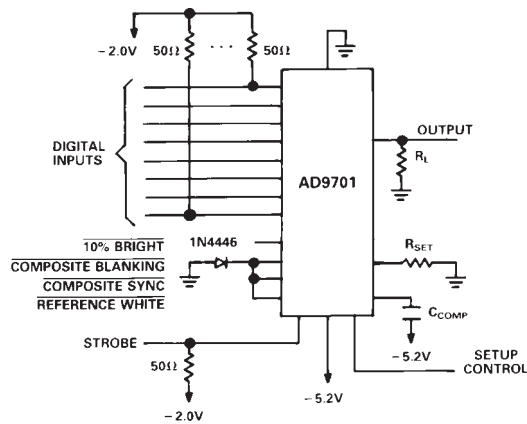 −2.0V
50Ω
...
50Ω
DIGITAL
INPUTS
AD9701
OUTPUT
RL
10% BRIGHT
1N4446
COMPOSITE BLANKING
COMPOSITE SYNC
REFERENCE WHITE
RSET
CCOMP
−5.2V
STROBE
50Ω
−2.0V
−5.2V
SETUP
CONTROL